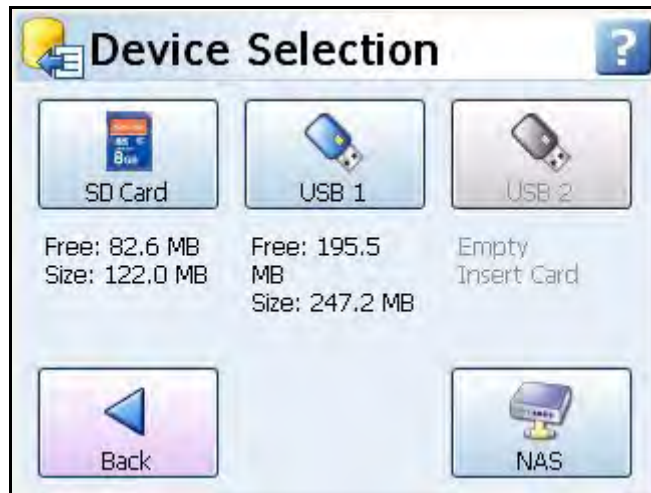 Device Selection
?
8GB
SD Card
USB 1
USB 2
Free: 82.6 MB
Size: 122.0 MB
Free: 195.5
MB
Size: 247.2 MB
Empty
Insert Card
Back
NAS